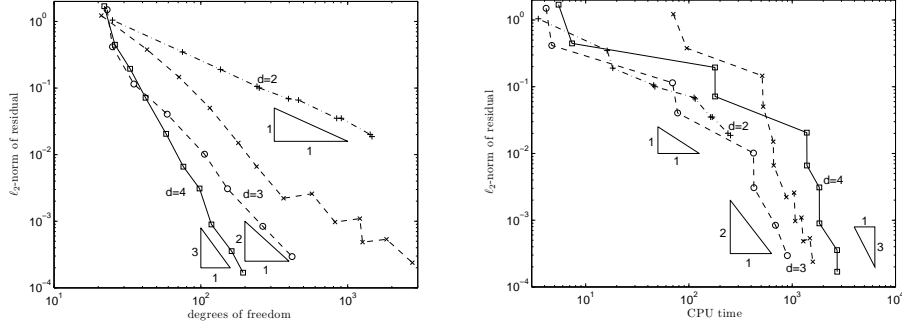 10^0
10^-1
10^-2
10^-3
10^-4
ℓ2-norm of residual
d=2
1
1
d=4
d=3
3
1
2
1
10^1
10^2
10^3
degrees of freedom
10^0
10^-1
10^-2
10^-3
10^-4
ℓ2-norm of residual
d=2
1
1
d=4
2
1
d=3
1
3
10^1
10^2
10^3
10^4
CPU time